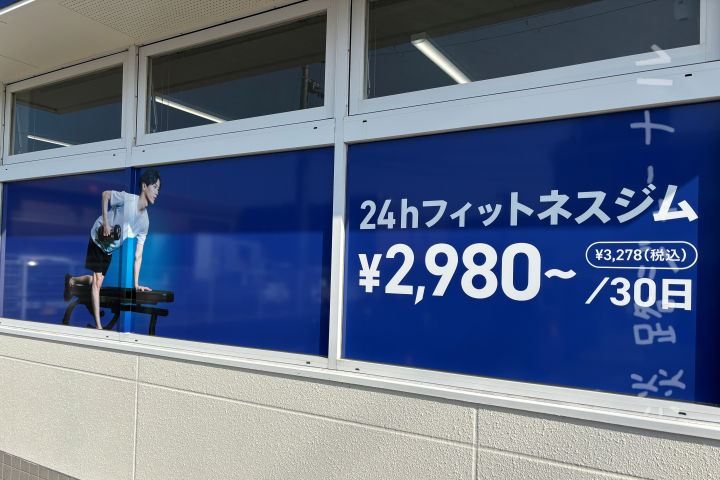 24hフィットネスジム
¥2,980~
¥3,278(税込)
/30日